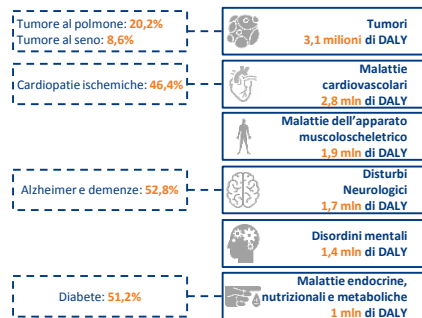 Tumore al polmone: 20,2%
Tumore al seno: 8,6%
Tumori
3,1 milioni di DALY
Cardiopatie ischemiche: 46,4%
Malattie
cardiovascolari
2,8 mln di DALY
Malattie dell'apparato
muscoloscheletrico
1,9 mln di DALY
Alzheimer e demenze: 52,8%
Disturbi
Neurologici
1,7 mln di DALY
Disordini mentali
1,4 mln di DALY
Diabete: 51,2%
Malattie endocrine,
nutrizionali e metaboliche
1 mln di DALY